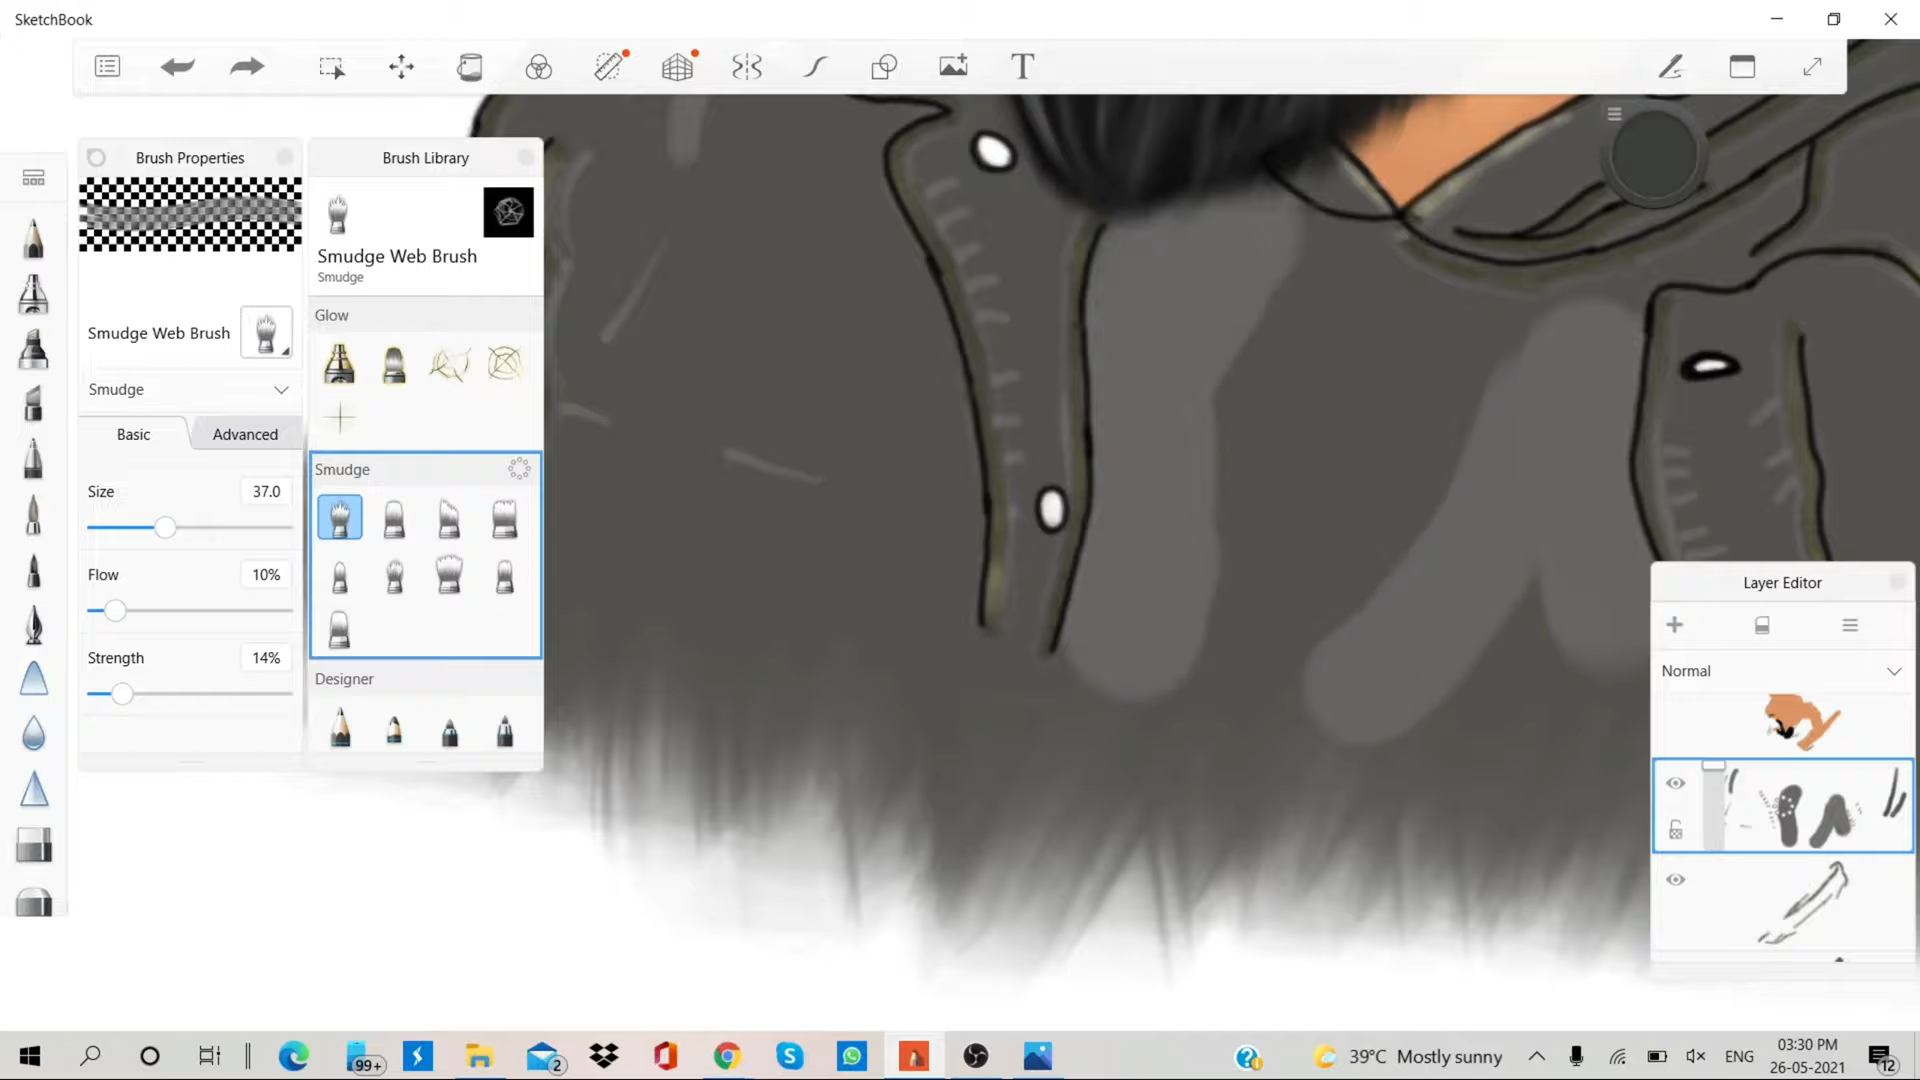 SketchBook
T
Brush Properties
Brush Library
Smudge Web Brush
Smudge
Glow
Smudge Web Brush
Smudge
Basic
Advanced
Smudge
Size
37.0
Flow
10%
Strength
14%
Designer
Layer Editor
Normal
99+
2
39°C Mostly sunny
ENG
03:30 PM
26-05-2021
12